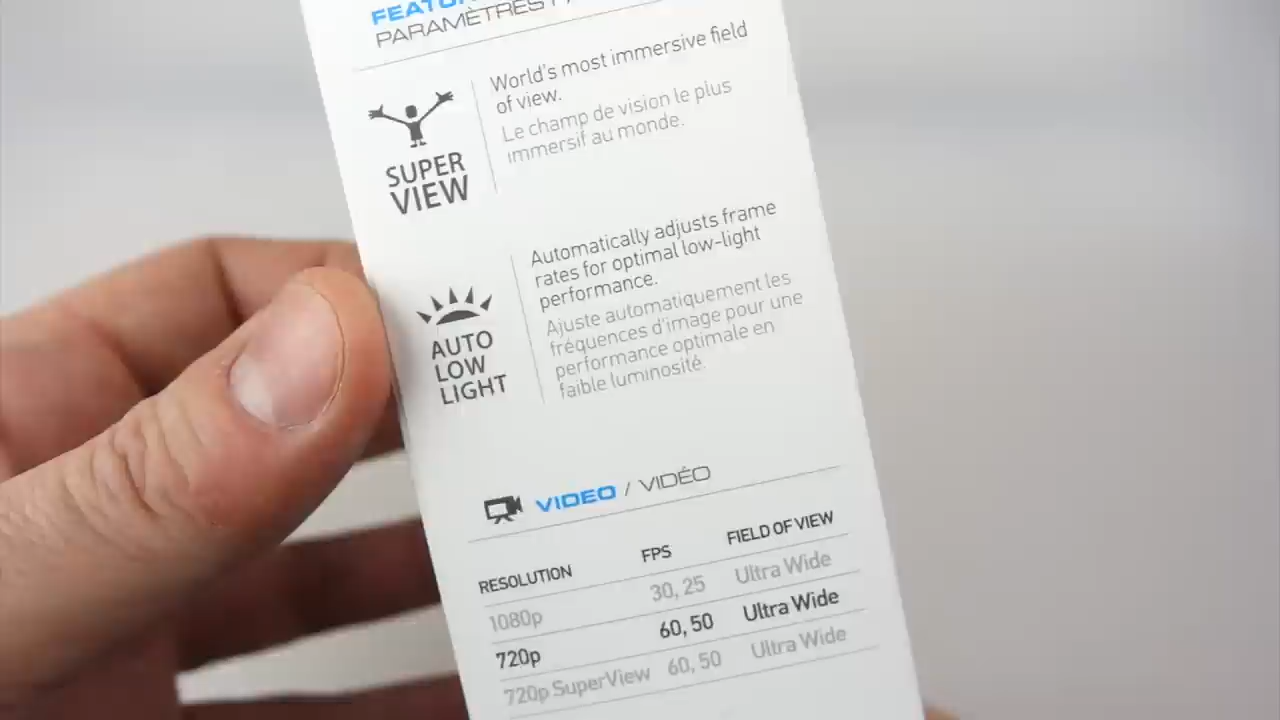 PARAMÈTRES
World's most immersive field
of view.
Le champ de vision le plus
immersif au monde.
SUPER
VIEW
Automatically adjusts frame
rates for optimal low-light
performance.
Ajuste automatiquement les
fréquences d'image pour une
performance optimale en
faible luminosité.
AUTO
LOW
LIGHT
VIDEO / VIDÉO
RESOLUTION FPS FIELD OF VIEW
1080p 30, 25 Ultra Wide
720p 60, 50 Ultra Wide
720p SuperView 60, 50 Ultra Wide